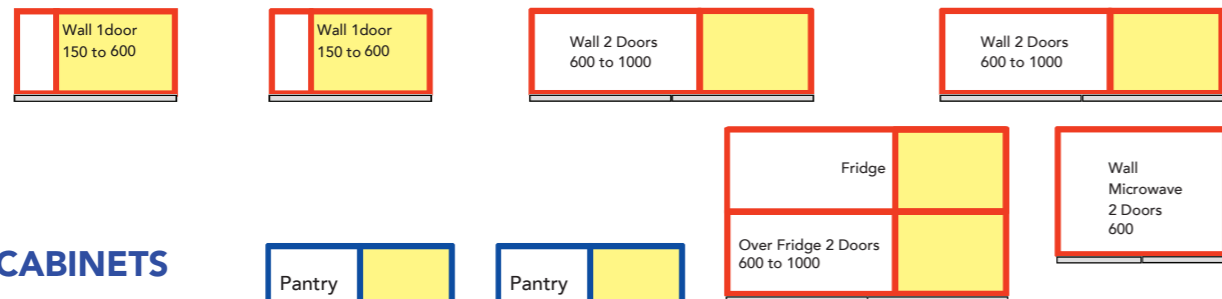 Wall 1door
150 to 600
Wall 1door
150 to 600
Wall 2 Doors
600 to 1000
Wall 2 Doors
600 to 1000
Fridge
Over Fridge 2 Doors
600 to 1000
Wall
Microwave
2 Doors
600
CABINETS
Pantry
Pantry